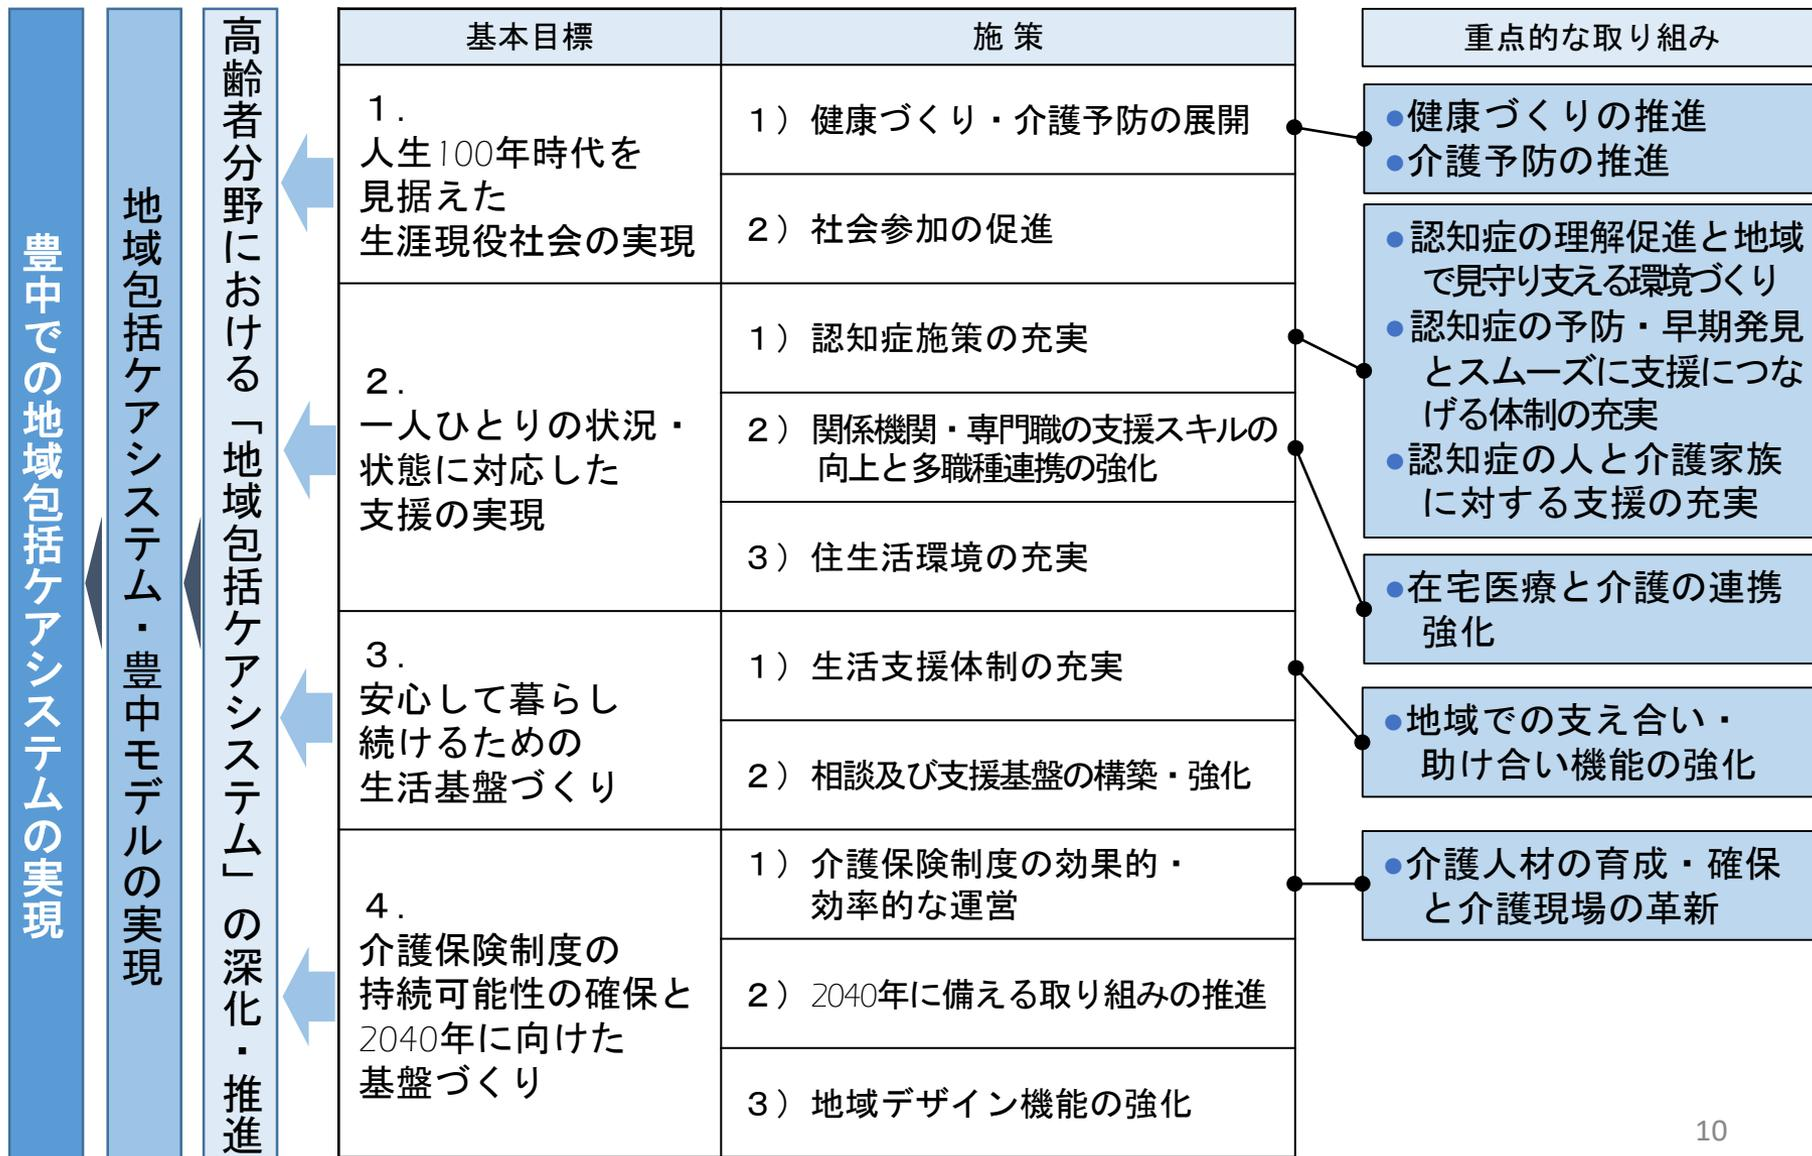 豊中での地域包括ケアシステムの実現
地域包括ケアシステム・豊中モデルの実現
高齢者分野における「地域包括ケアシステム」の深化・推進
基本目標
施 策
重点的な取り組み
1．
人生100年時代を
見据えた
生涯現役社会の実現
1）健康づくり・介護予防の展開
2）社会参加の促進
●健康づくりの推進
●介護予防の推進
2．
一人ひとりの状況・
状態に対応した
支援の実現
1）認知症施策の充実
2）関係機関・専門職の支援スキルの
向上と多職種連携の強化
3）住生活環境の充実
●認知症の理解促進と地域
で見守り支える環境づくり
●認知症の予防・早期発見
とスムーズに支援につな
げる体制の充実
●認知症の人と介護家族
に対する支援の充実
●在宅医療と介護の連携
強化
3．
安心して暮らし
続けるための
生活基盤づくり
1）生活支援体制の充実
2）相談及び支援基盤の構築・強化
●地域での支え合い・
助け合い機能の強化
4．
介護保険制度の
持続可能性の確保と
2040年に向けた
基盤づくり
1）介護保険制度の効果的・
効率的な運営
2）2040年に備える取り組みの推進
3）地域デザイン機能の強化
●介護人材の育成・確保
と介護現場の革新
10